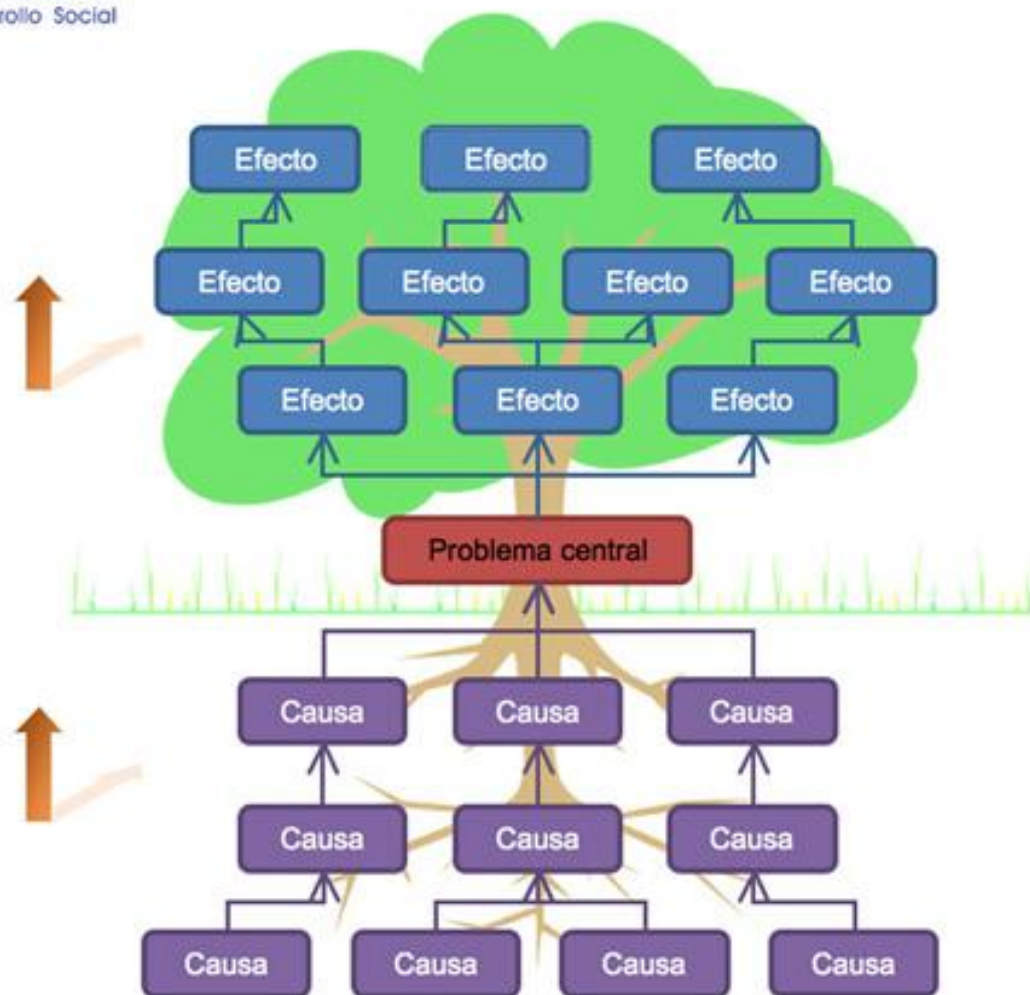 rollo Social
Efecto Efecto Efecto
Efecto Efecto Efecto Efecto
Efecto Efecto Efecto
Problema central
Causa Causa Causa
Causa Causa Causa
Causa Causa Causa Causa